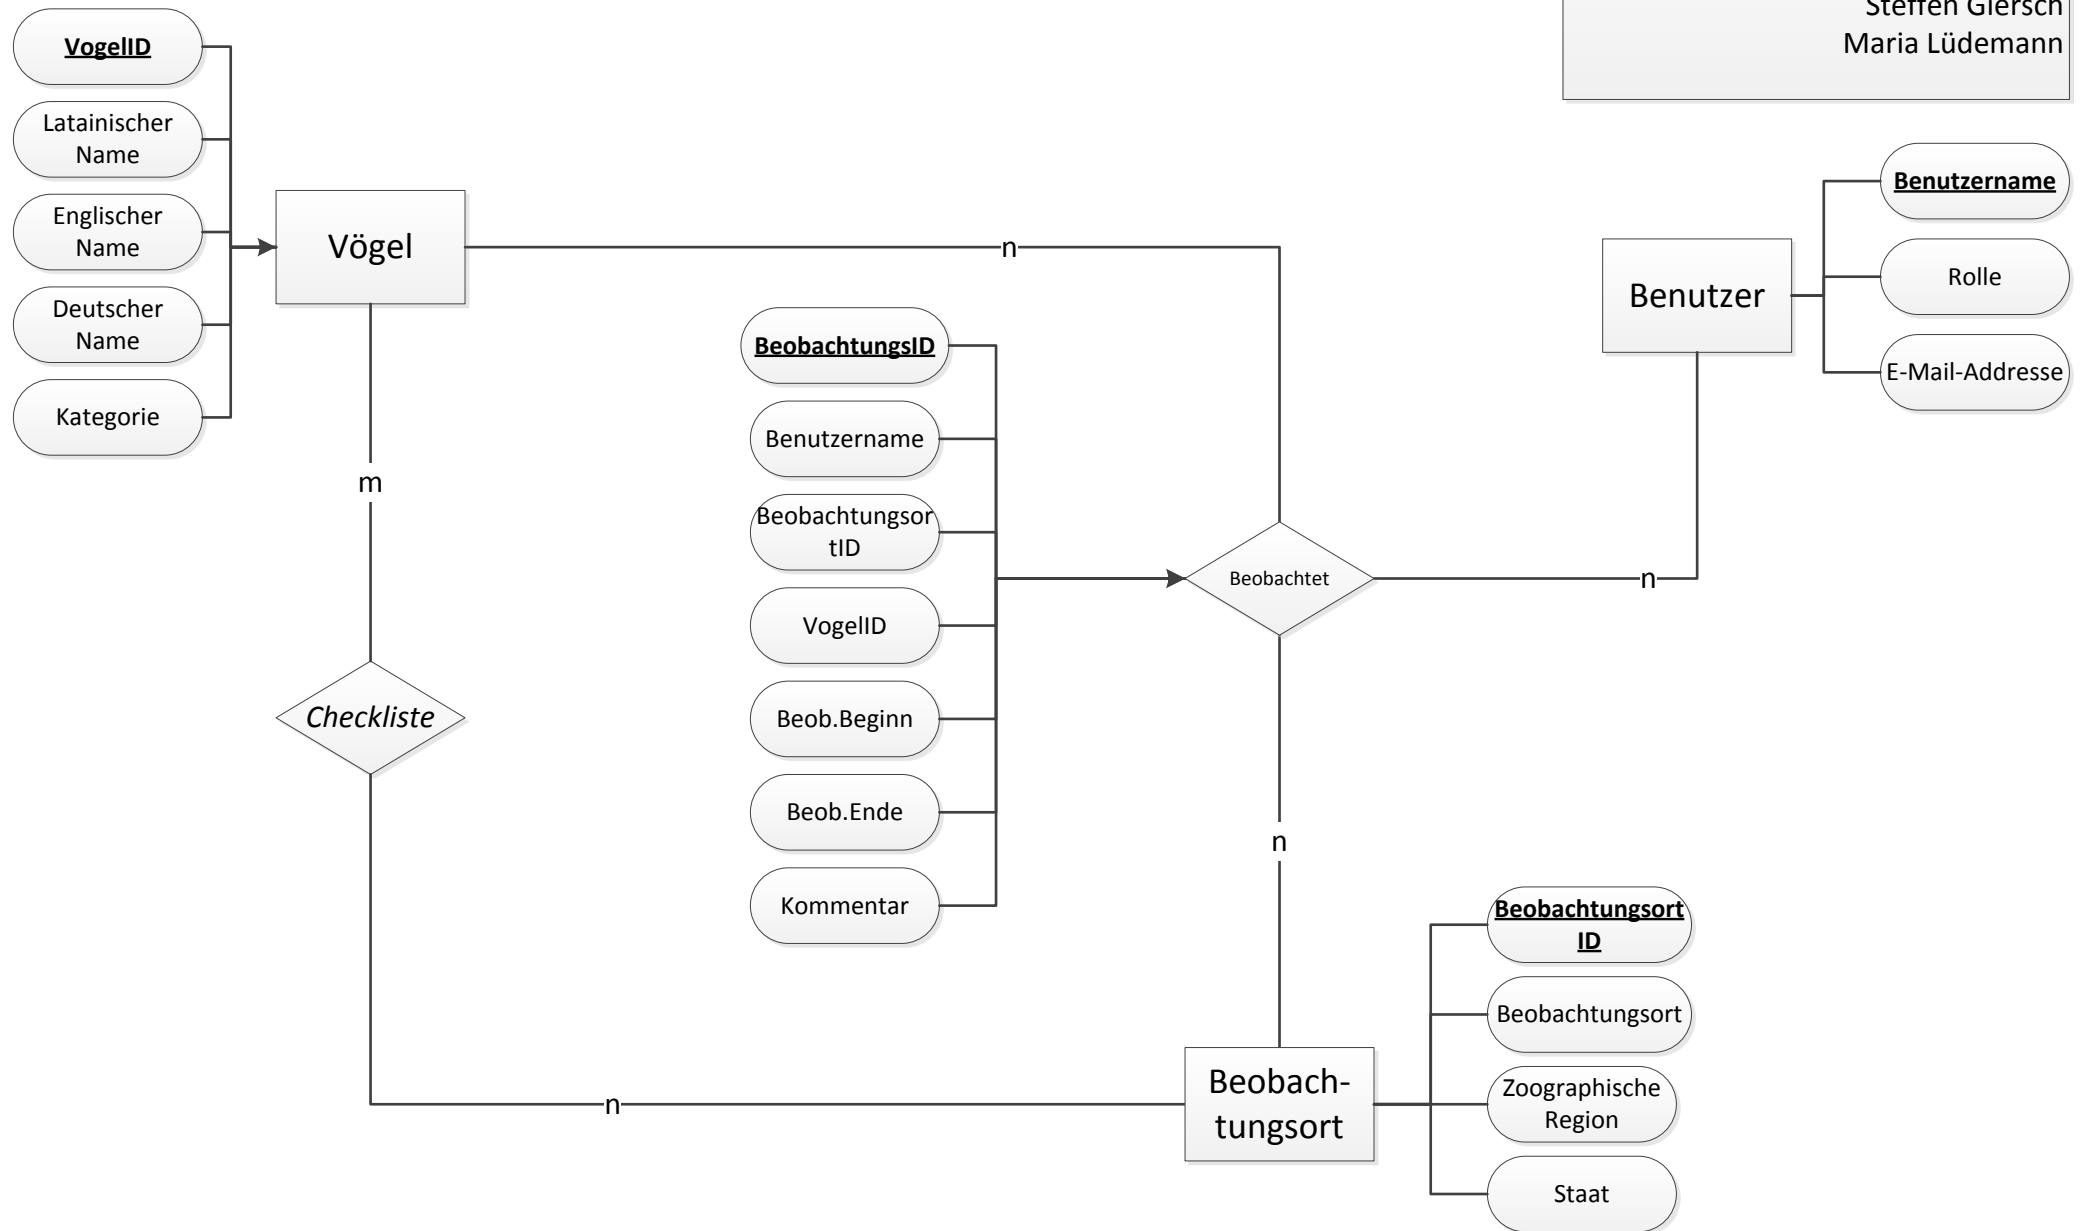 Steffen Giersch
Maria Lüdemann
VogelID
Latainischer
Name
Englischer
Name
Deutscher
Name
Kategorie
Vögel
n
m
Checkliste
n
BeobachtungsID
Benutzername
Beobachtungsor
tID
VogelID
Beob.Beginn
Beob.Ende
Kommentar
Beobachtet
n
n
Benutzer
Benutzername
Rolle
E-Mail-Addresse
Beobach-
tungsort
Beobachtungsort
ID
Beobachtungsort
Zoographische
Region
Staat